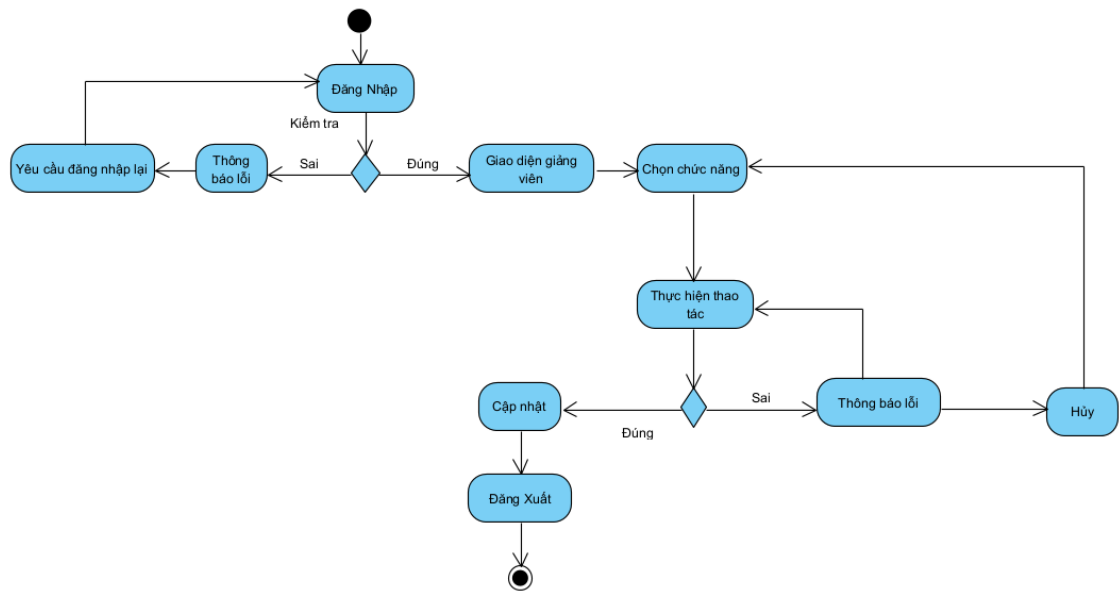 Đăng Nhập
Kiểm tra
Yêu cầu đăng nhập lại
Thông
báo lỗi
Sai
Đúng
Giao diện giảng
viên
Chọn chức năng
Thực hiện thao
tác
Cập nhật
Đúng
Sai
Thông báo lỗi
Hủy
Đăng Xuất